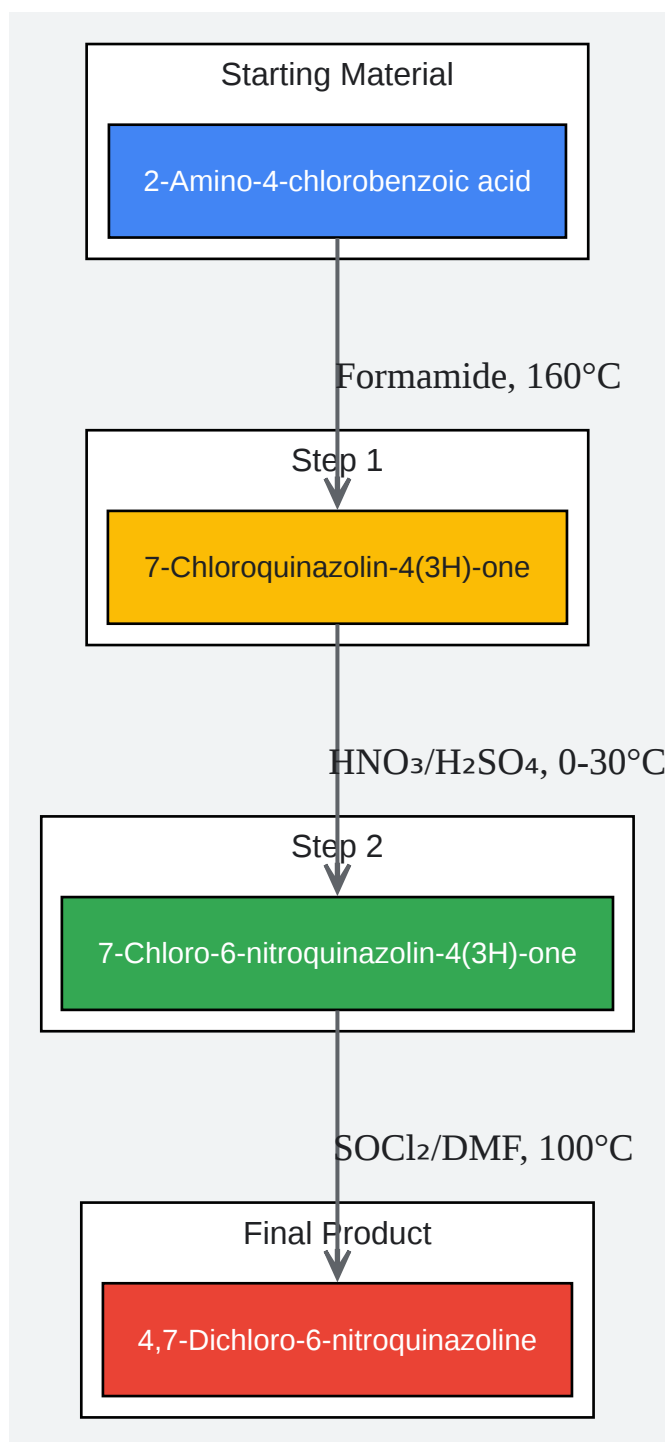 Starting Material
2-Amino-4-chlorobenzoic acid
Formamide, 160°C
Step 1
7-Chloroquinazolin-4(3H)-one
HNO₃/H₂SO₄, 0-30°C
Step 2
7-Chloro-6-nitroquinazolin-4(3H)-one
SOCl₂/DMF, 100°C
Final Product
4,7-Dichloro-6-nitroquinazoline